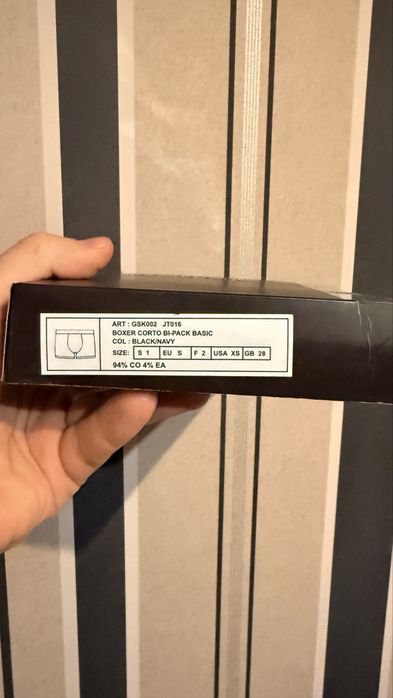 ART : GSK002 JT016
BOXER CORTO BI-PACK BASIC
COL : BLACK/NAVY
SIZE: S 1 EU S F 2 USA XS GB 28
94% CO 4% EA